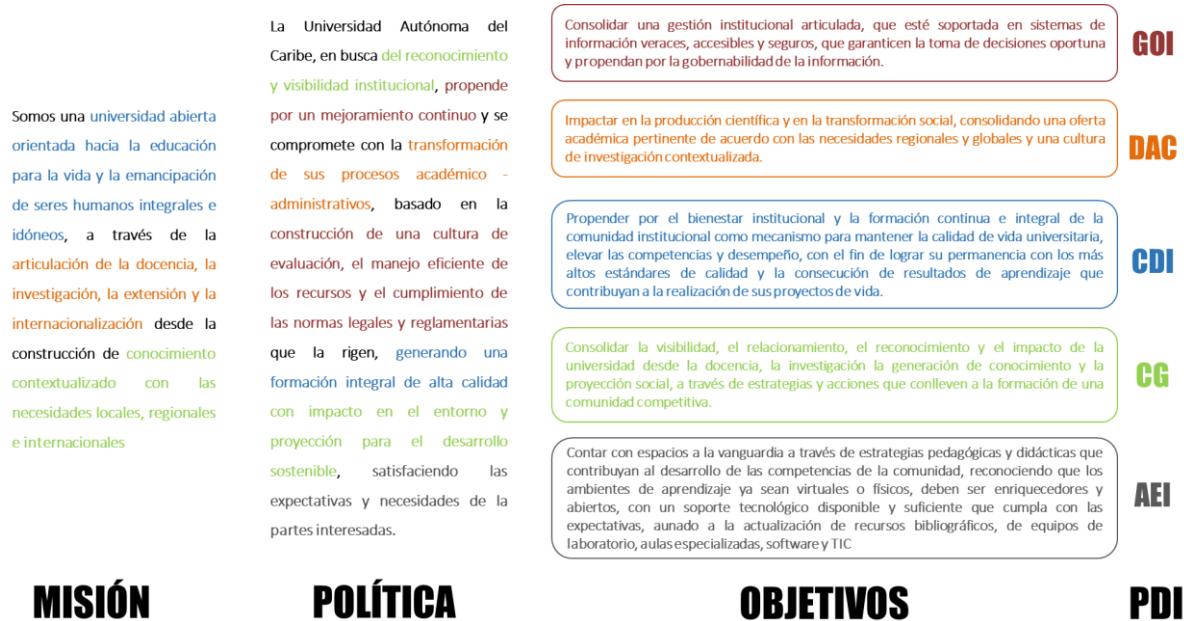 Somos una universidad abierta
orientada hacia la educación
para la vida y la emancipación
de seres humanos integrales e
idóneos, a través de la
articulación de la docencia, la
investigación, la extensión y la
internacionalización desde la
construcción de conocimiento
contextualizado con las
necesidades locales, regionales
e internacionales
MISIÓN
La Universidad Autónoma del
Caribe, en busca del reconocimiento
y visibilidad institucional, propende
por un mejoramiento continuo y se
compromete con la transformación
de sus procesos académico -
administrativos, basado en la
construcción de una cultura de
evaluación, el manejo eficiente de
los recursos y el cumplimiento de
las normas legales y reglamentarias
que la rigen, generando una
formación integral de alta calidad
con impacto en el entorno y
proyección para el desarrollo
sostenible, satisfaciendo las
expectativas y necesidades de la
partes interesadas.
POLÍTICA
Consolidar una gestión institucional articulada, que esté soportada en sistemas de
información veraces, accesibles y seguros, que garanticen la toma de decisiones oportuna
y propendan por la gobernabilidad de la información.
GOI
Impactar en la producción científica y en la transformación social, consolidando una oferta
académica pertinente de acuerdo con las necesidades regionales y globales y una cultura
de investigación contextualizada.
DAC
Propender por el bienestar institucional y la formación continua e integral de la
comunidad institucional como mecanismo para mantener la calidad de vida universitaria,
elevar las competencias y desempeño, con el fin de lograr su permanencia con los más
altos estándares de calidad y la consecución de resultados de aprendizaje que
contribuyan a la realización de sus proyectos de vida.
CDI
Consolidar la visibilidad, el relacionamiento, el reconocimiento y el impacto de la
universidad desde la docencia, la investigación la generación de conocimiento y la
proyección social, a través de estrategias y acciones que conlleven a la formación de una
comunidad competitiva.
CG
Contar con espacios a la vanguardia a través de estrategias pedagógicas y didácticas que
contribuyan al desarrollo de las competencias de la comunidad, reconociendo que los
ambientes de aprendizaje ya sean virtuales o físicos, deben ser enriquecedores y
abiertos, con un soporte tecnológico disponible y suficiente que cumpla con las
expectativas, aunado a la actualización de recursos bibliográficos, de equipos de
laboratorio, aulas especializadas, software y TIC
AEI
OBJETIVOS
PDI